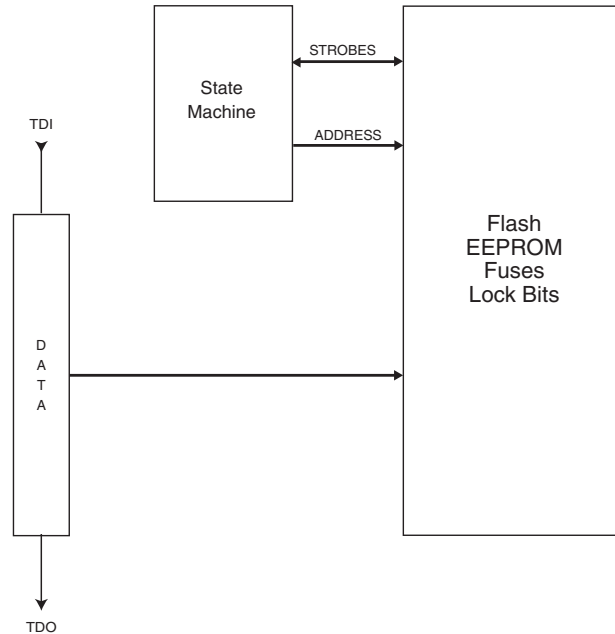 STROBES
State
Machine
ADDRESS
TDI
Flash
EEPROM
Fuses
Lock Bits
D
A
T
A
TDO